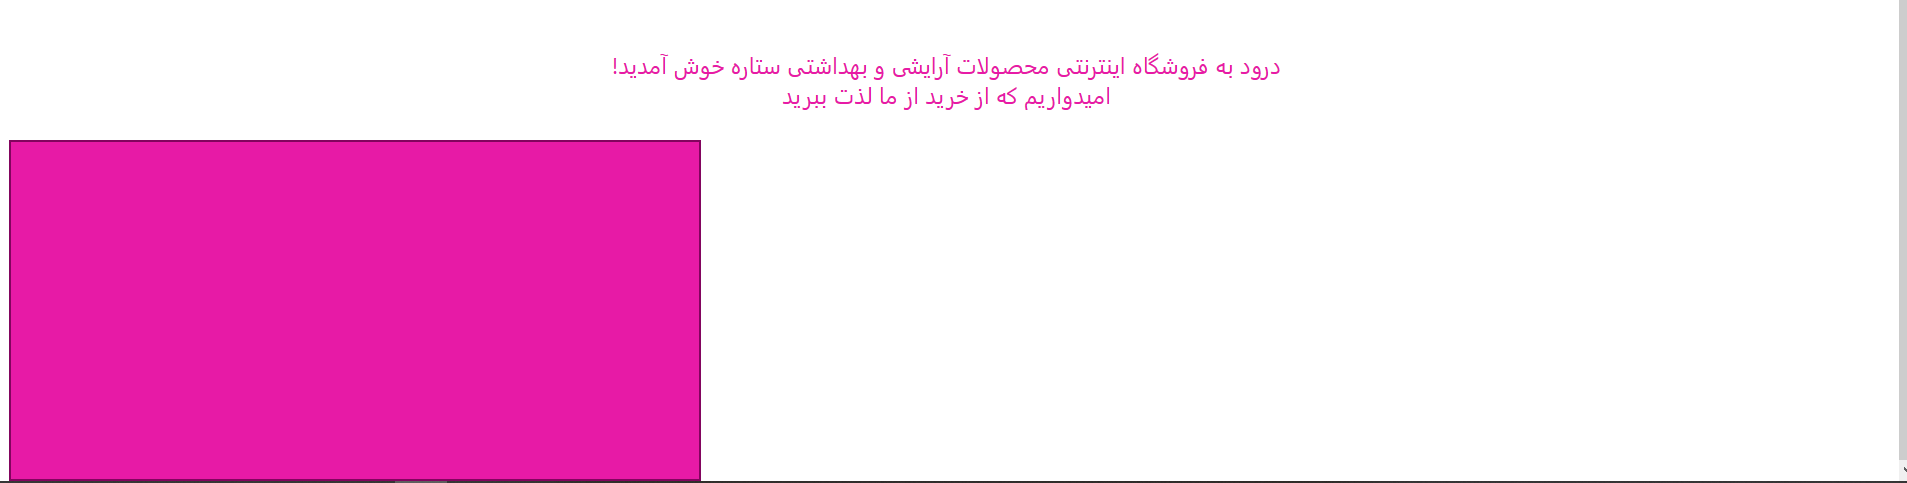 درود به فروشگاه اینترنتی محصولات آرایشی و بهداشتی ستاره خوش آمدید!
امیدواریم که از خرید از ما لذت ببرید